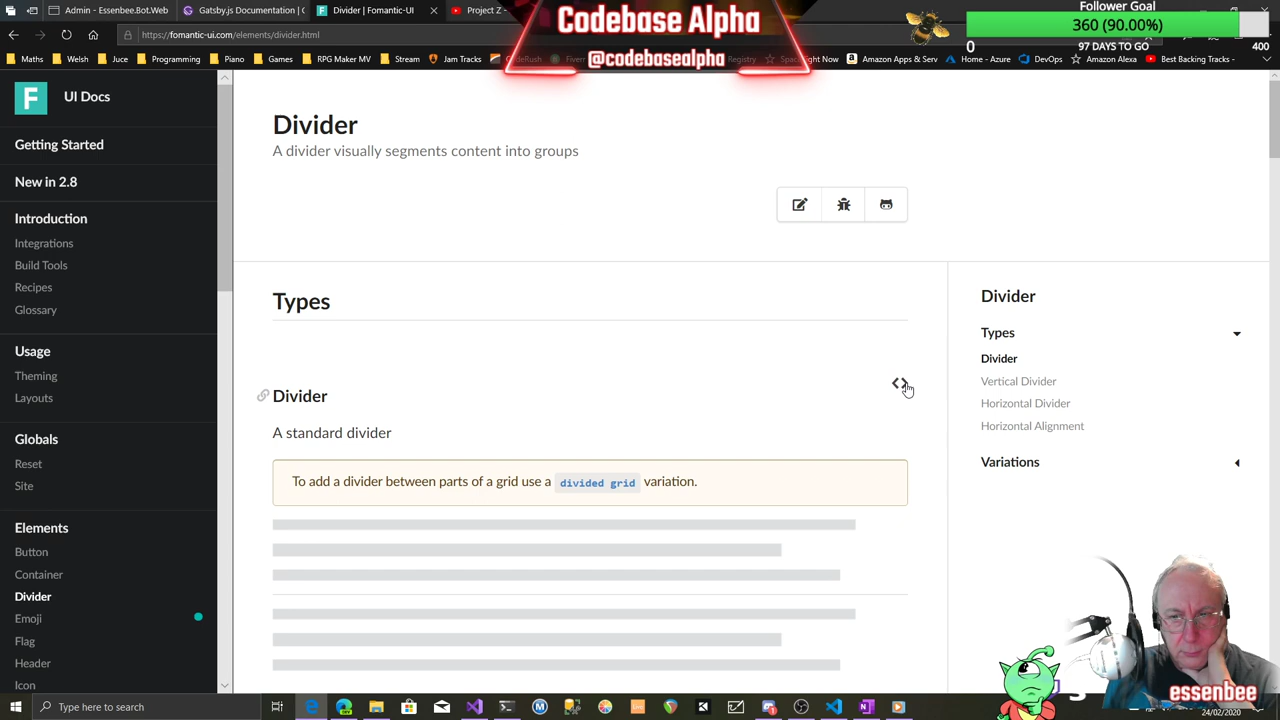 Admin - Essenbee.Bot.Web
Gatsby.js Documentation | G
Divider | Fomantic-UI
Project Z-
Codebase Alpha
@codebasealpha
Follower Goal
360 (90.00%)
0
97 DAYS TO GO
400
https://fomantic-ui.com/elements/divider.html
Maths
Welsh
Juce
Programming
Piano
Games
RPG Maker MV
Stream
Jam Tracks
CodeRush
Fiverr
Registry
Right Now
Amazon Apps & Serv
Home - Azure
DevOps
Amazon Alexa
Best Backing Tracks -
F
UI Docs
Getting Started
New in 2.8
Introduction
Integrations
Build Tools
Recipes
Glossary
Usage
Theming
Layouts
Globals
Reset
Site
Elements
Button
Container
Divider
Emoji
Flag
Header
Icon
Divider
A divider visually segments content into groups
Types
Divider
A standard divider
To add a divider between parts of a grid use a divided grid variation.
Divider
Types
Divider
Vertical Divider
Horizontal Divider
Horizontal Alignment
Variations
essenbee
Type here to search
24/02/2020